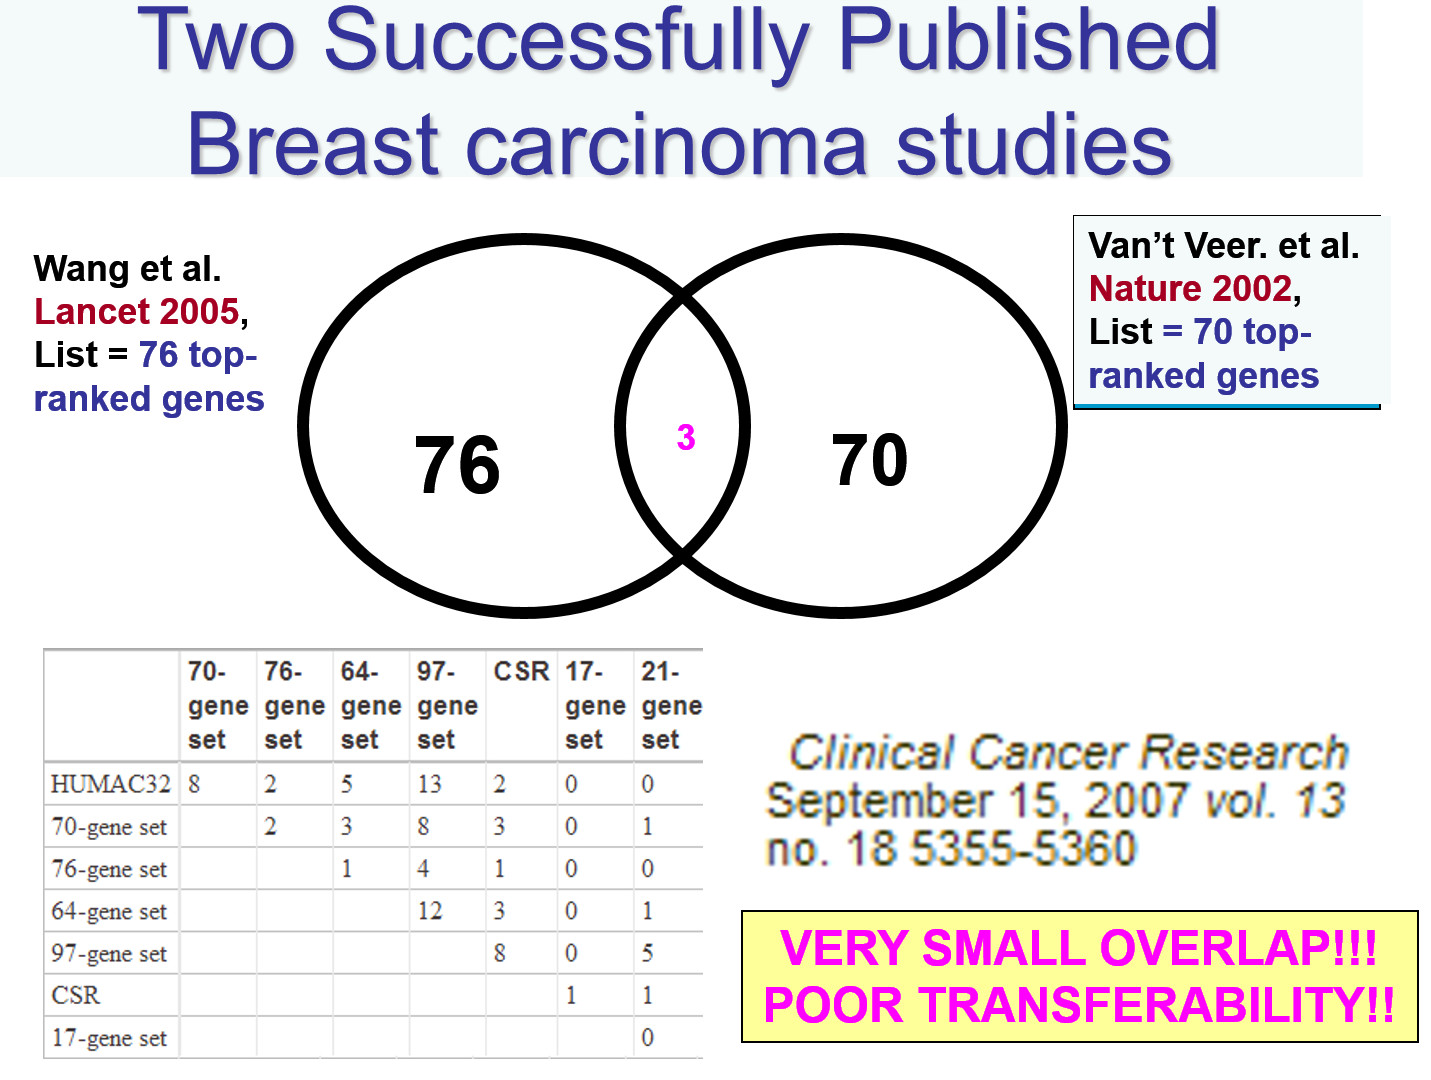 Two Successfully Published
Breast carcinoma studies
Wang et al.
Lancet 2005,
List = 76 top-
ranked genes
76
3
70
Van’t Veer. et al.
Nature 2002,
List = 70 top-
ranked genes
70-gene set 76-gene set 64-gene set 97-gene set CSR 17-gene set 21-gene set
HUMAC32 8 2 5 13 2 0 0
70-gene set 2 3 8 3 0 1
76-gene set 1 4 1 0 0
64-gene set 12 3 0 1
97-gene set 8 0 5
CSR 1 1
17-gene set 0
Clinical Cancer Research
September 15, 2007 vol. 13
no. 18 5355-5360
VERY SMALL OVERLAP!!!
POOR TRANSFERABILITY!!